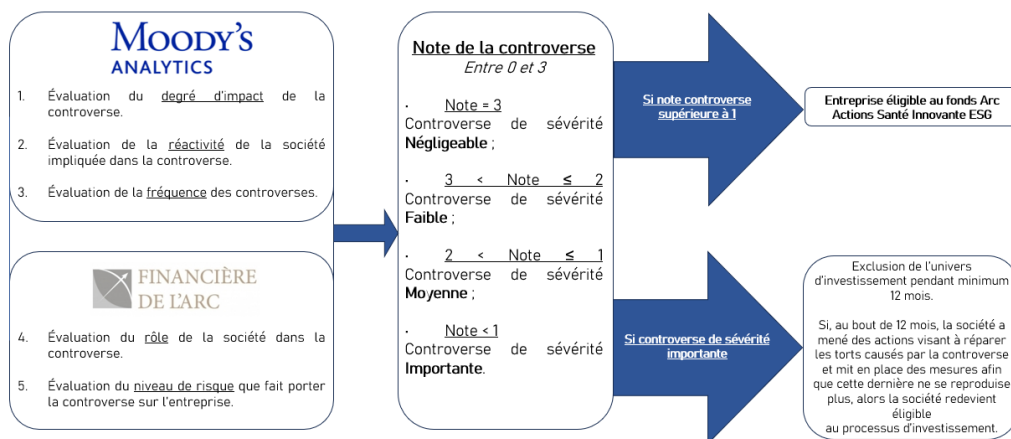 MOODY'S
ANALYTICS
1. Évaluation du degré d'impact de la
controverse.
2. Évaluation de la réactivité de la société
impliquée dans la controverse.
3. Évaluation de la fréquence des controverses.
FINANCIÈRE
DE L'ARC
4. Évaluation du rôle de la société dans la
controverse.
5. Évaluation du niveau de risque que fait porter
la controverse sur l'entreprise.
Note de la controverse
Entre 0 et 3
· Note = 3
Controverse de sévérité
Négligeable ;
· 3 < Note ≤ 2
Controverse de sévérité
Faible ;
· 2 < Note ≤ 1
Controverse de sévérité
Moyenne ;
· Note < 1
Controverse de sévérité
Importante.
Si note controverse
supérieure à 1
Entreprise éligible au fonds Arc
Actions Santé Innovante ESG
Si controverse de sévérité
importante
Exclusion de l'univers
d'investissement pendant minimum
12 mois.
Si, au bout de 12 mois, la société a
mené des actions visant à réparer
les torts causés par la controverse
et mit en place des mesures afin
que cette dernière ne se reproduise
plus, alors la société redevient
éligible
au processus d'investissement.